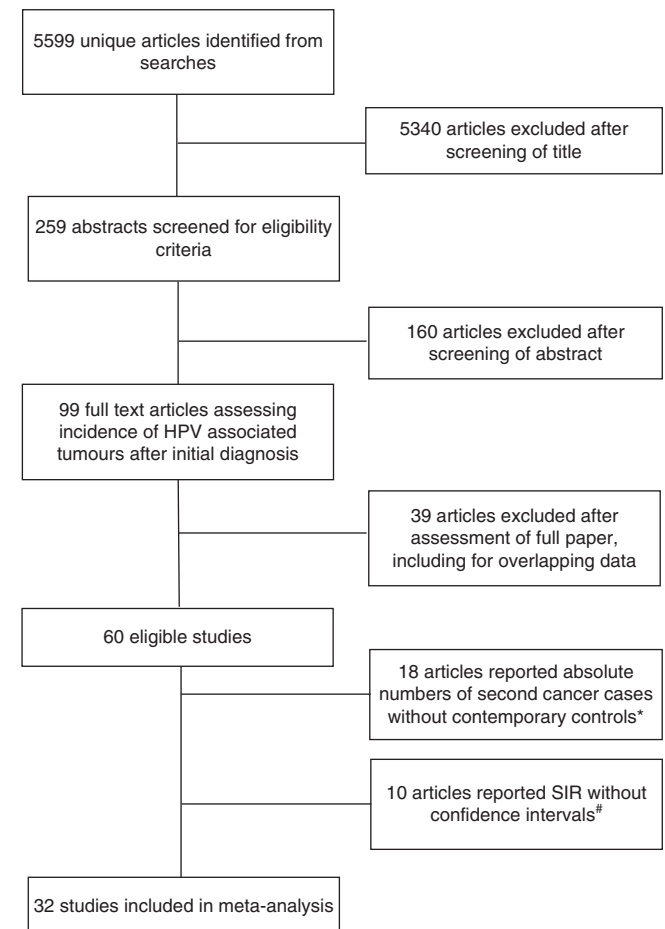 5599 unique articles identified from
searches
5340 articles excluded after
screening of title
259 abstracts screened for eligibility
criteria
160 articles excluded after
screening of abstract
99 full text articles assessing
incidence of HPV associated
tumours after initial diagnosis
39 articles excluded after
assessment of full paper,
including for overlapping data
60 eligible studies
18 articles reported absolute
numbers of second cancer cases
without contemporary controls*
10 articles reported SIR without
confidence intervals#
32 studies included in meta-analysis